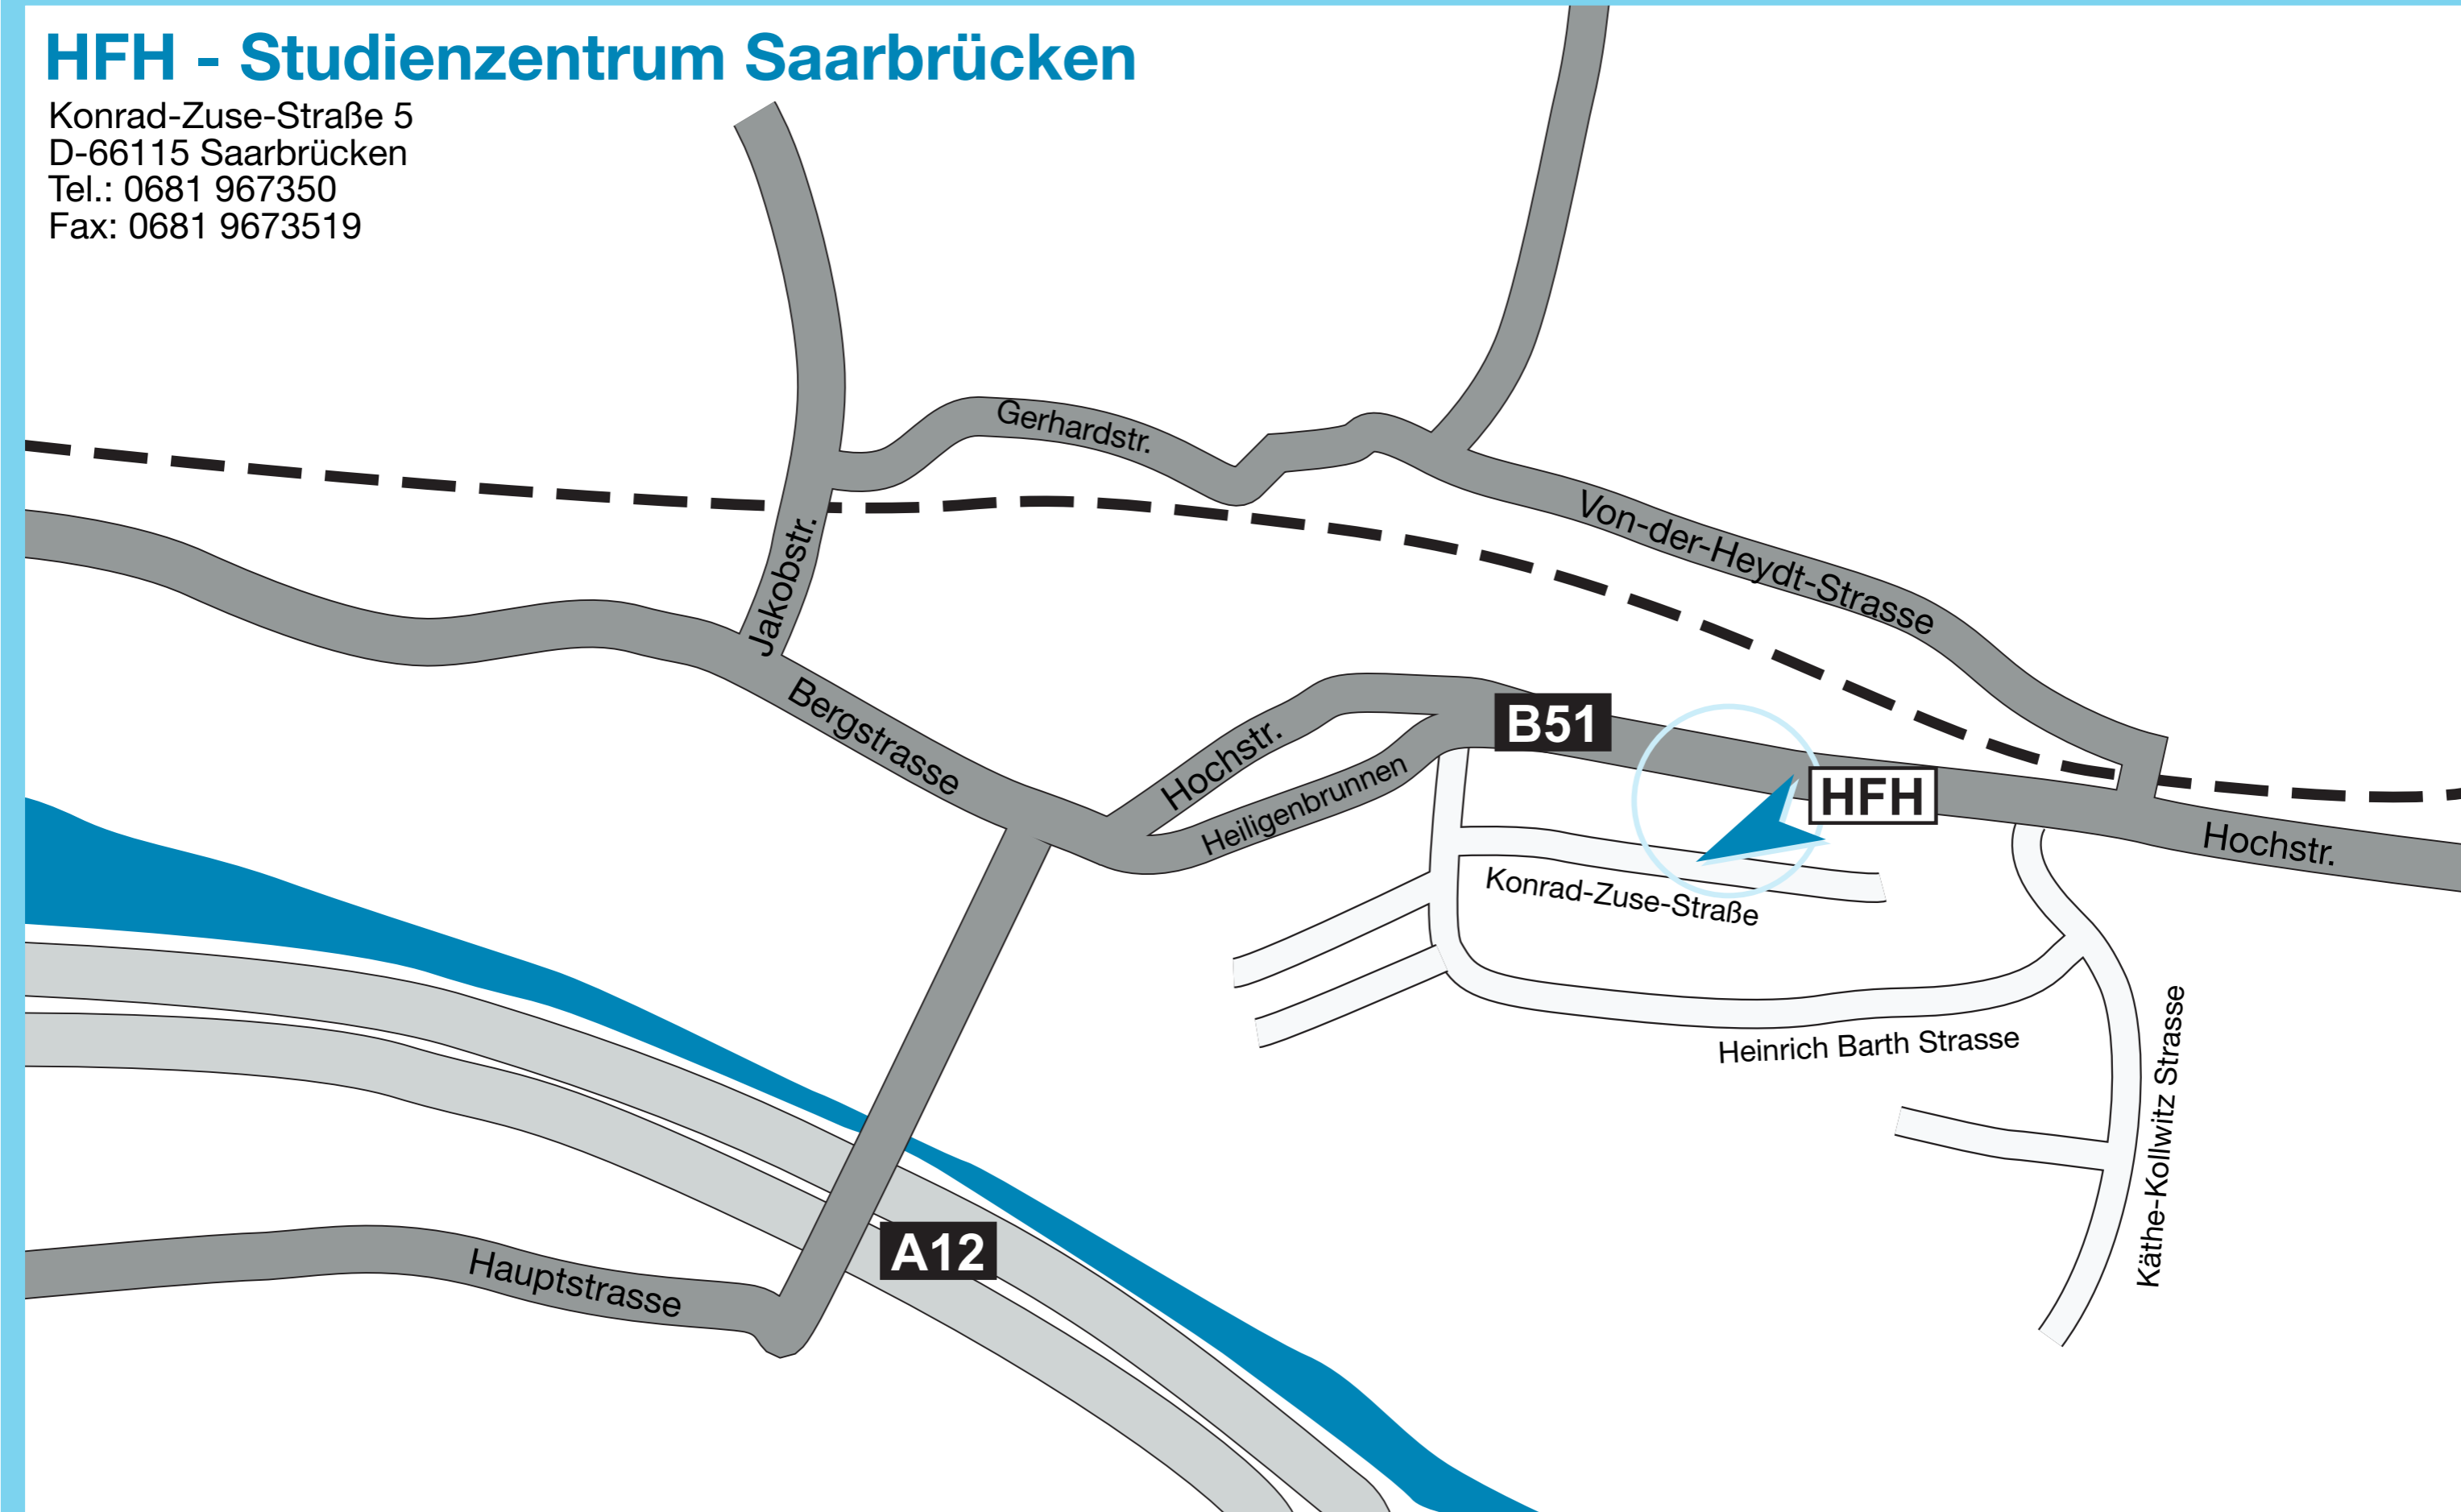 HFH - Studienzentrum Saarbrücken
Konrad-Zuse-Straße 5
D-66115 Saarbrücken
Tel.: 0681 967350
Fax: 0681 9673519
Gerhardstr.
Von-der-Heydt-Strasse
Jakobstr.
Bergstrasse
Hochstr.
B51
Heiligenbrunnen
HFH
Hochstr.
Konrad-Zuse-Straße
Heinrich Barth Strasse
Käthe-Kollwitz Strasse
A12
Hauptstrasse